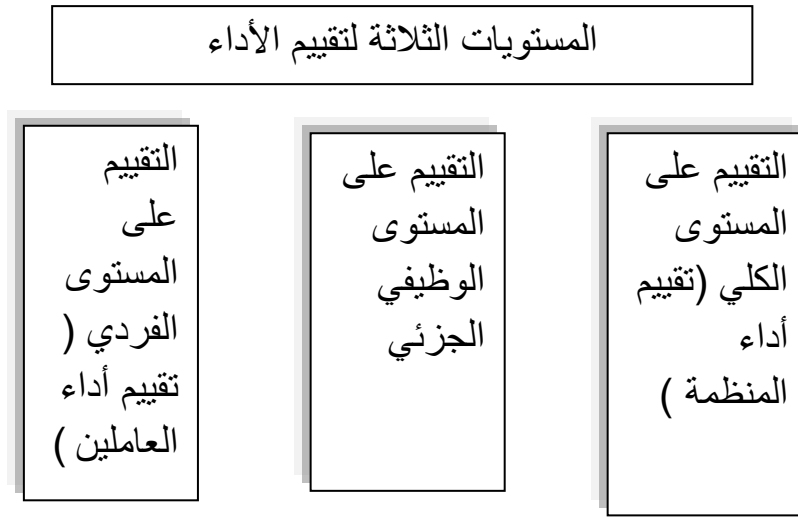 المستويات الثلاثة لتقييم الأداء
التقييم على
المستوى
الكلي (تقييم
أداء
المنظمة )
التقييم على
المستوى
الوظيفي
الجزئي
التقييم
على
المستوى
الفردي (
تقييم أداء
العاملين )